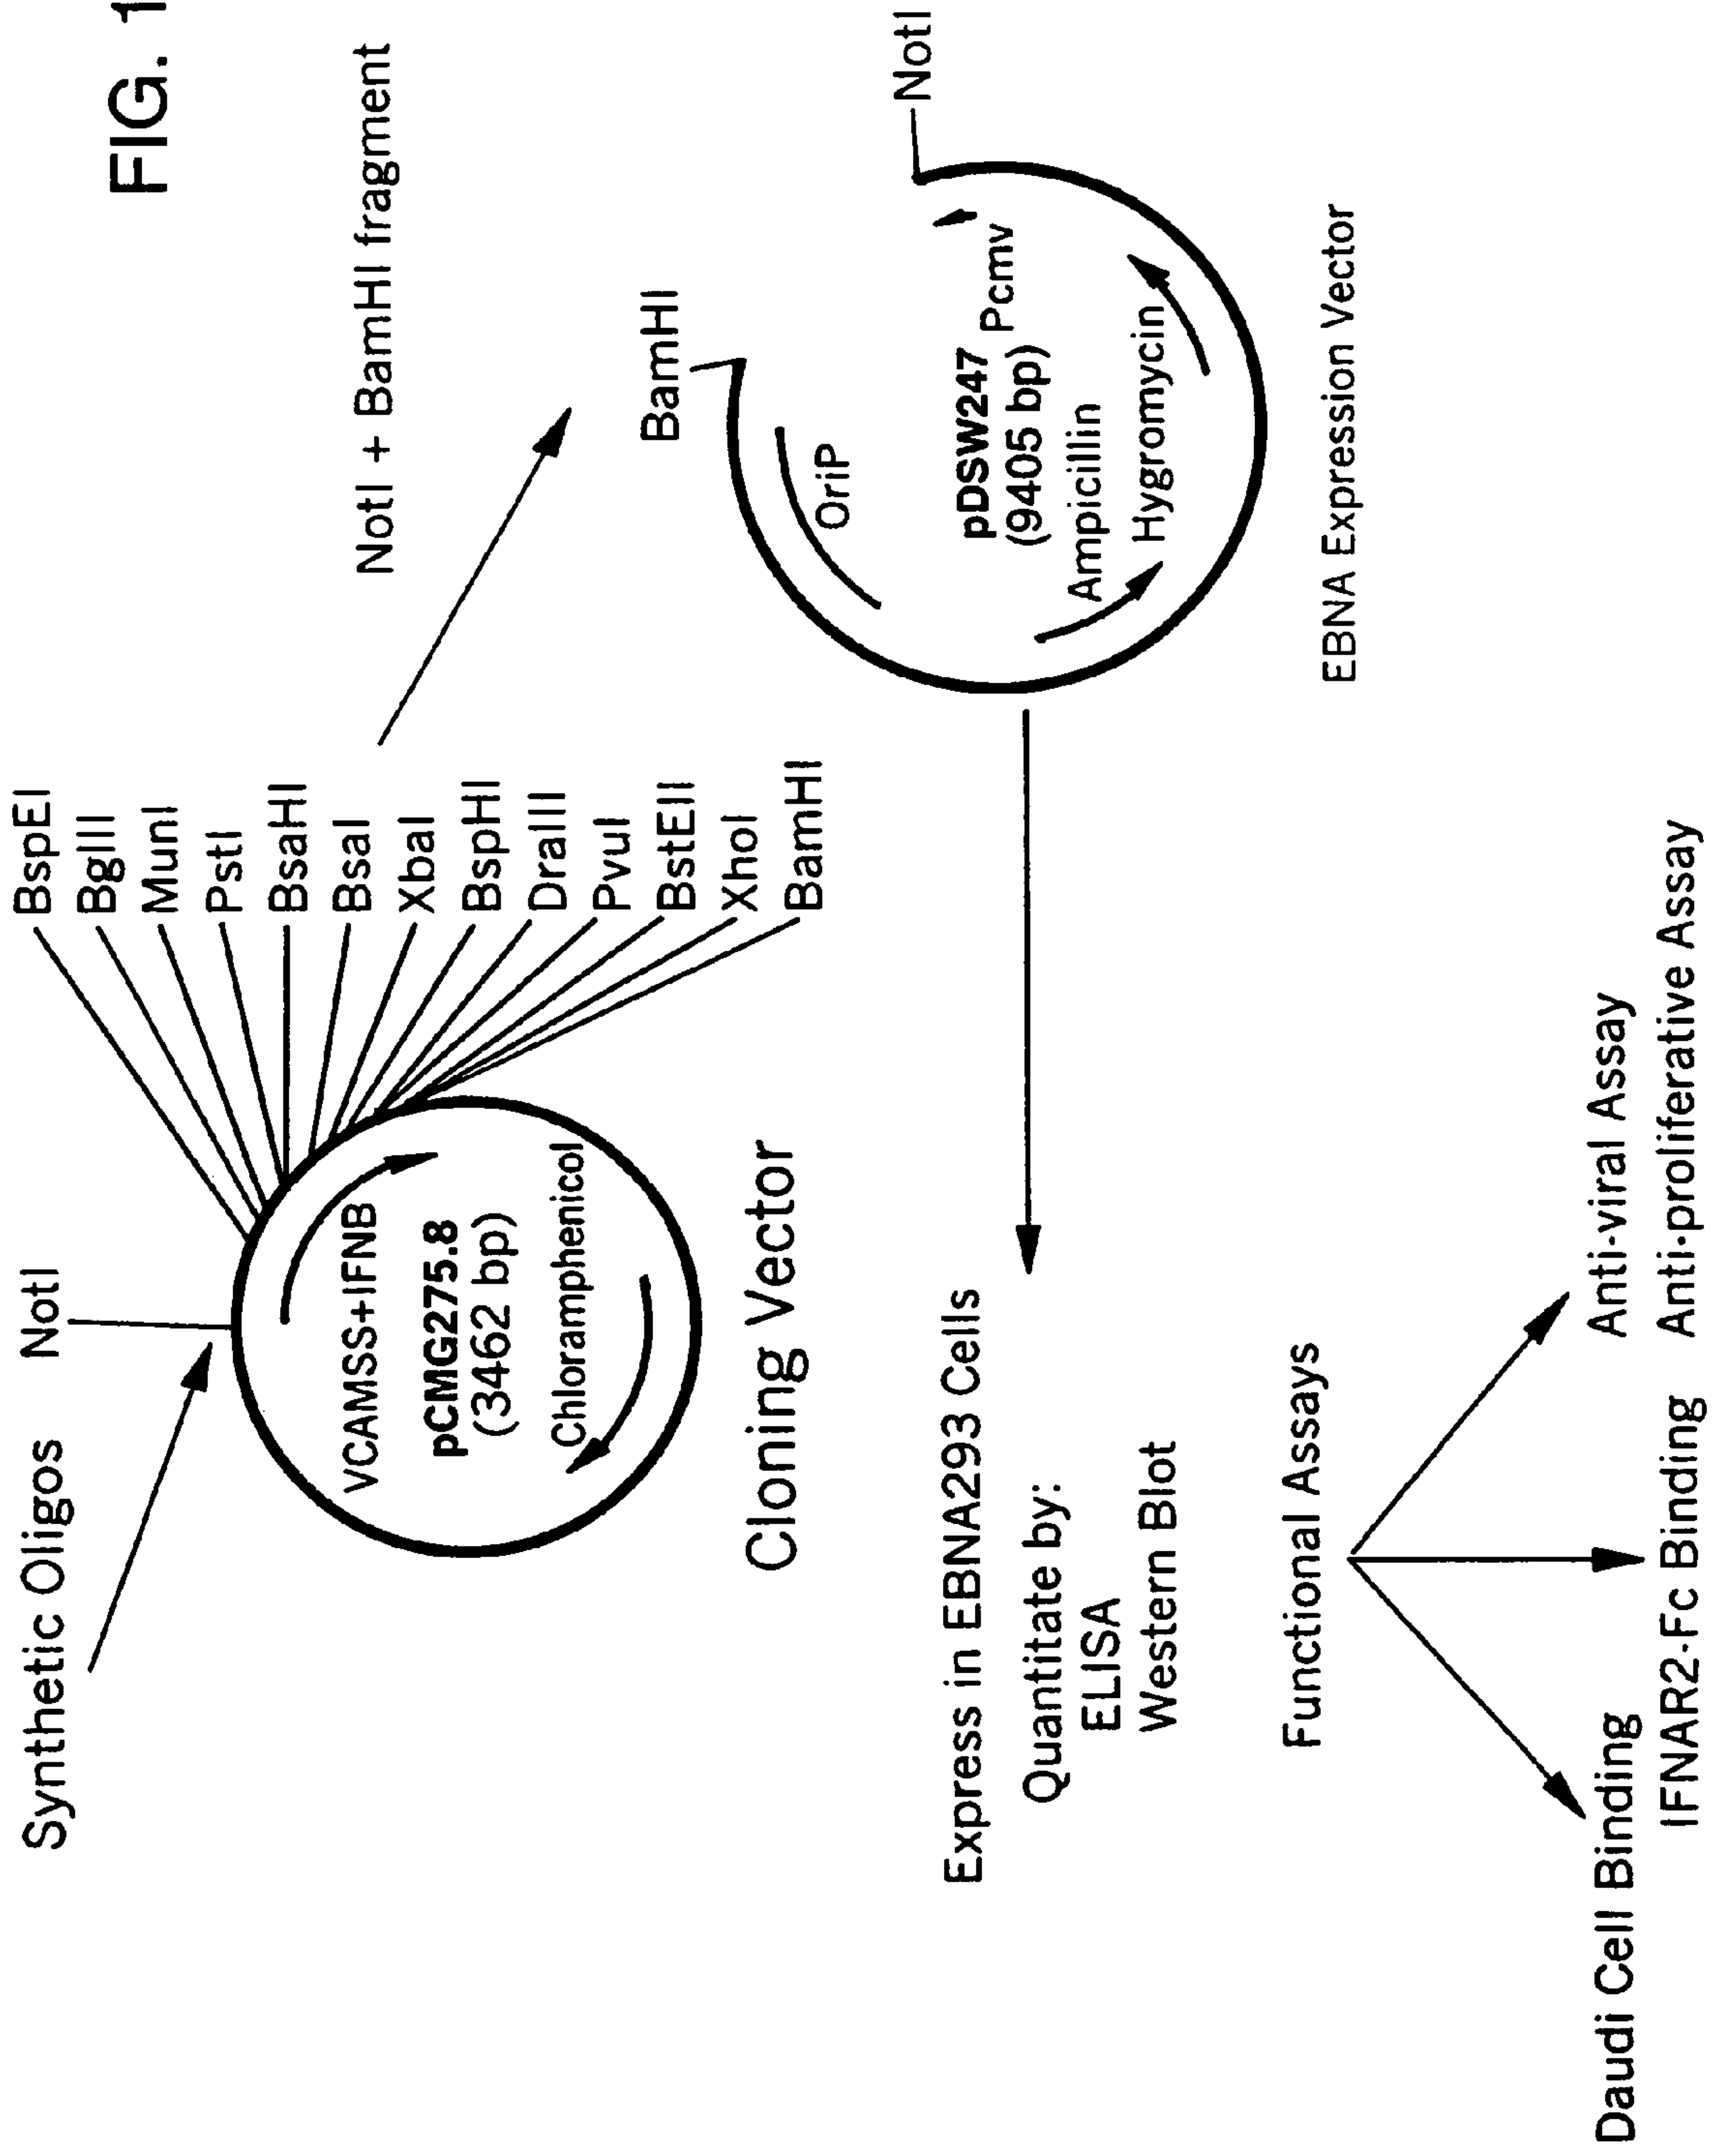 FIG. 1
Synthetic Oligos
NotI
BspEI
BglII
MunI
PstI
BsaHI
BsaI
XbaI
BspHI
DraIII
PvuI
BstEII
XhoI
BamHI
VCAMSS+IFNB
pCMG275.8
(3462 bp)
Chloramphenicol
Cloning Vector
NotI + BamHI fragment
BamHI
NotI
OriP
pDSW247
Pcmv
(9405 bp)
Ampicillin
Hygromycin
EBNA Expression Vector
Express in EBNA293 Cells
Quantitate by:
ELISA
Western Blot
Functional Assays
Daudi Cell Binding
IFNAR2-Fc Binding
Anti-viral Assay
Anti-proliferative Assay